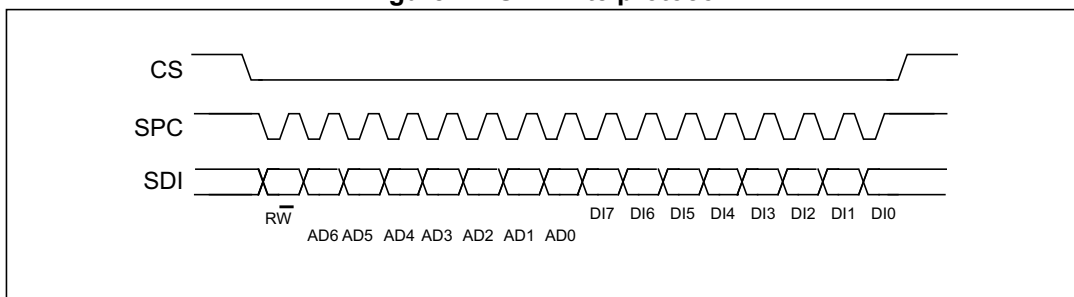 CS
SPC
SDI
RW
DI7 DI6 DI5 DI4 DI3 DI2 DI1 DI0
AD6 AD5 AD4 AD3 AD2 AD1 AD0